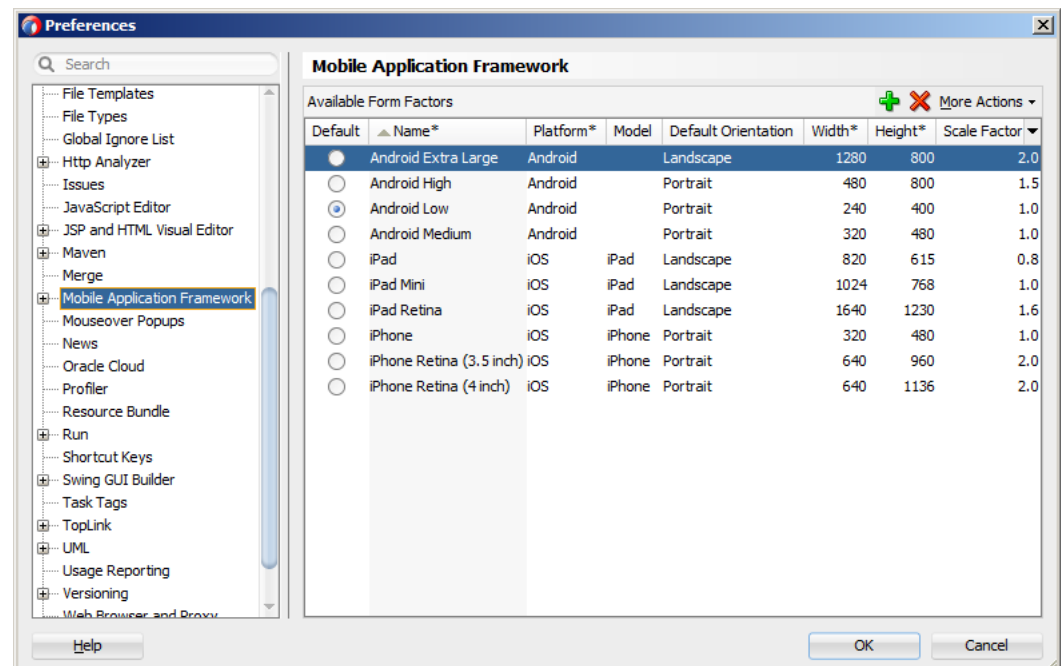 Preferences
Search
File Templates
File Types
Global Ignore List
Http Analyzer
Issues
JavaScript Editor
JSP and HTML Visual Editor
Maven
Merge
Mobile Application Framework
Mouseover Popups
News
Oracle Cloud
Profiler
Resource Bundle
Run
Shortcut Keys
Swing GUI Builder
Task Tags
TopLink
UML
Usage Reporting
Versioning
Web Browser and Proxy
Mobile Application Framework
Available Form Factors More Actions
Default Name* Platform* Model Default Orientation Width* Height* Scale Factor
Android Extra Large Android Landscape 1280 800 2.0
Android High Android Portrait 480 800 1.5
Android Low Android Portrait 240 400 1.0
Android Medium Android Portrait 320 480 1.0
iPad iOS iPad Landscape 820 615 0.8
iPad Mini iOS iPad Landscape 1024 768 1.0
iPad Retina iOS iPad Landscape 1640 1230 1.6
iPhone iOS iPhone Portrait 320 480 1.0
iPhone Retina (3.5 inch) iOS iPhone Portrait 640 960 2.0
iPhone Retina (4 inch) iOS iPhone Portrait 640 1136 2.0
Help OK Cancel